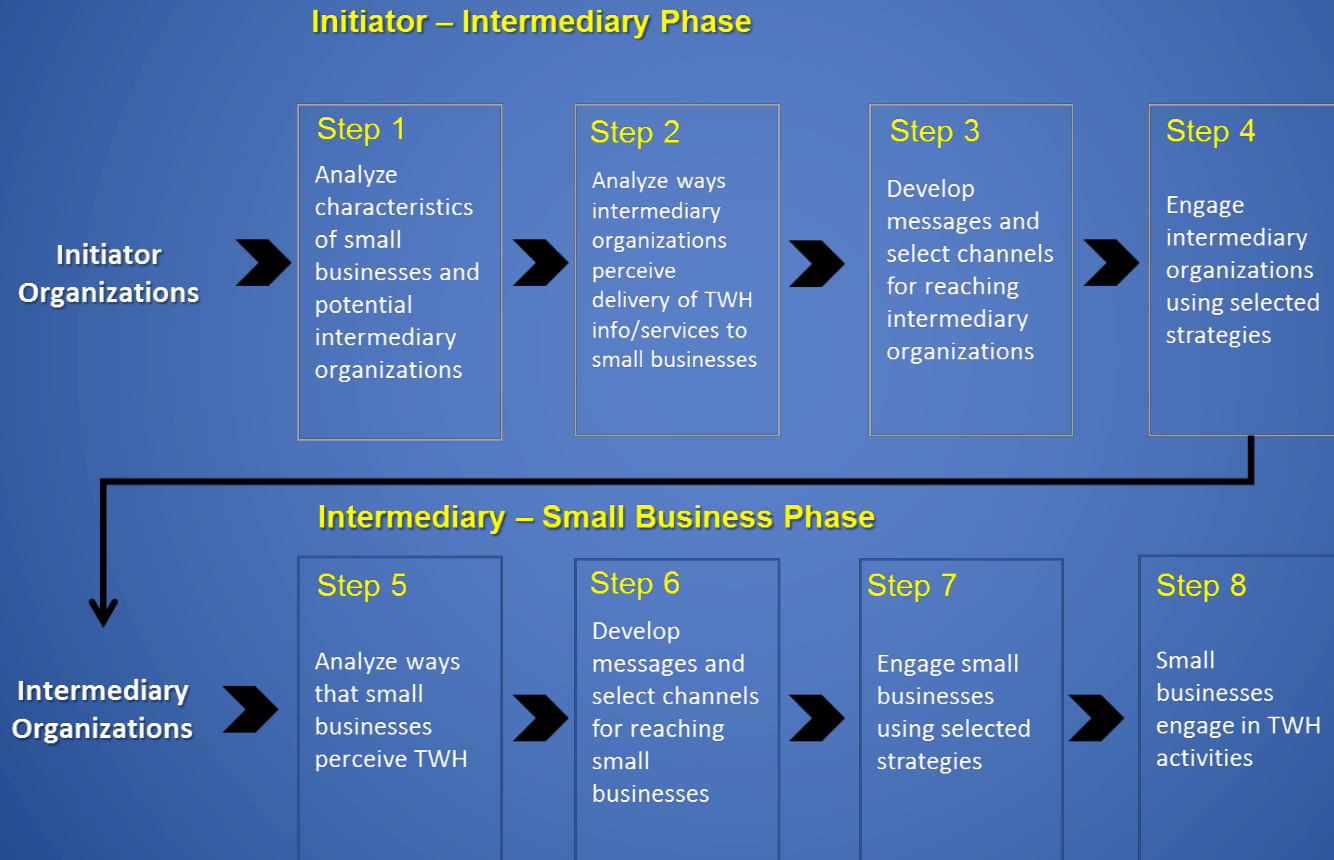 Initiator – Intermediary Phase
Initiator
Organizations
Step 1
Analyze
characteristics
of small
businesses and
potential
intermediary
organizations
Step 2
Analyze ways
intermediary
organizations
perceive
delivery of TWH
info/services to
small businesses
Step 3
Develop
messages and
select channels
for reaching
intermediary
organizations
Step 4
Engage
intermediary
organizations
using selected
strategies
Intermediary – Small Business Phase
Intermediary
Organizations
Step 5
Analyze ways
that small
businesses
perceive TWH
Step 6
Develop
messages and
select channels
for reaching
small
businesses
Step 7
Engage small
businesses
using selected
strategies
Step 8
Small
businesses
engage in TWH
activities